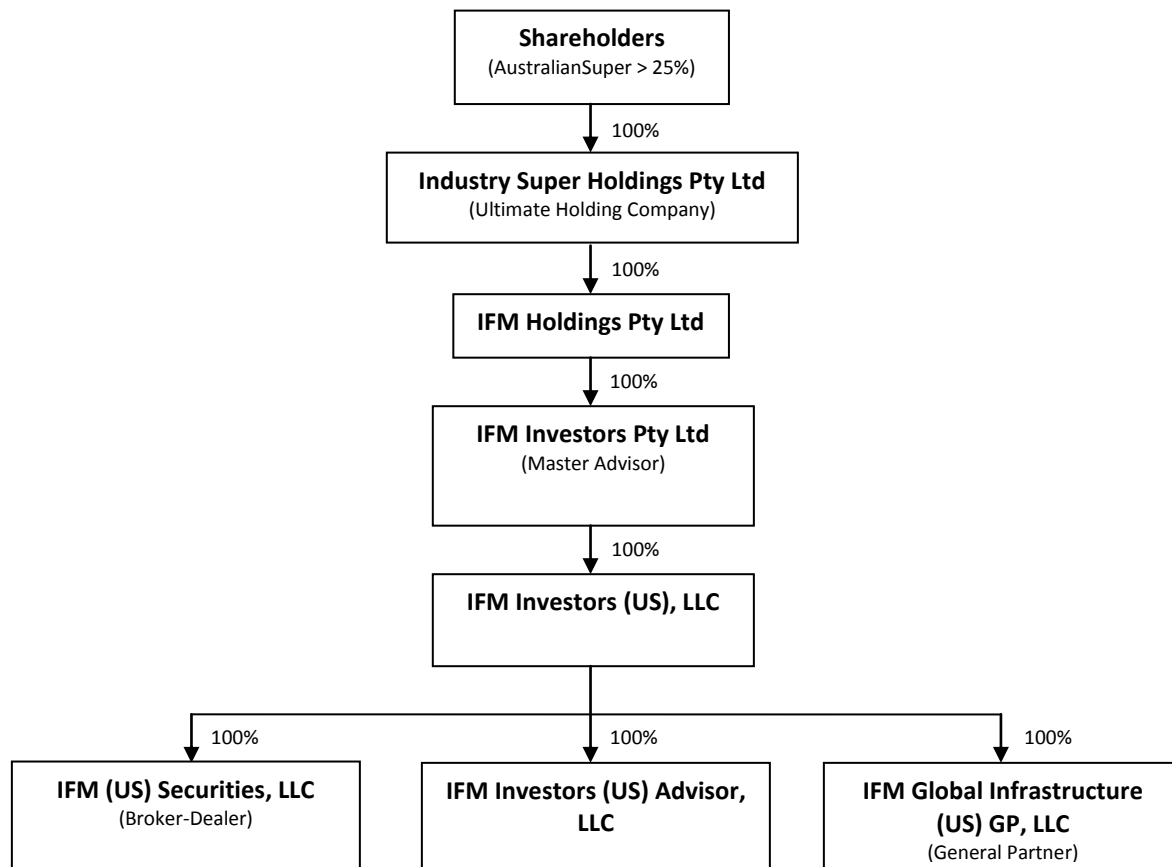 Shareholders
(AustralianSuper > 25%)
100%
Industry Super Holdings Pty Ltd
(Ultimate Holding Company)
100%
IFM Holdings Pty Ltd
100%
IFM Investors Pty Ltd
(Master Advisor)
100%
IFM Investors (US), LLC
100%
100%
100%
IFM (US) Securities, LLC
(Broker-Dealer)
IFM Investors (US) Advisor,
LLC
IFM Global Infrastructure
(US) GP, LLC
(General Partner)